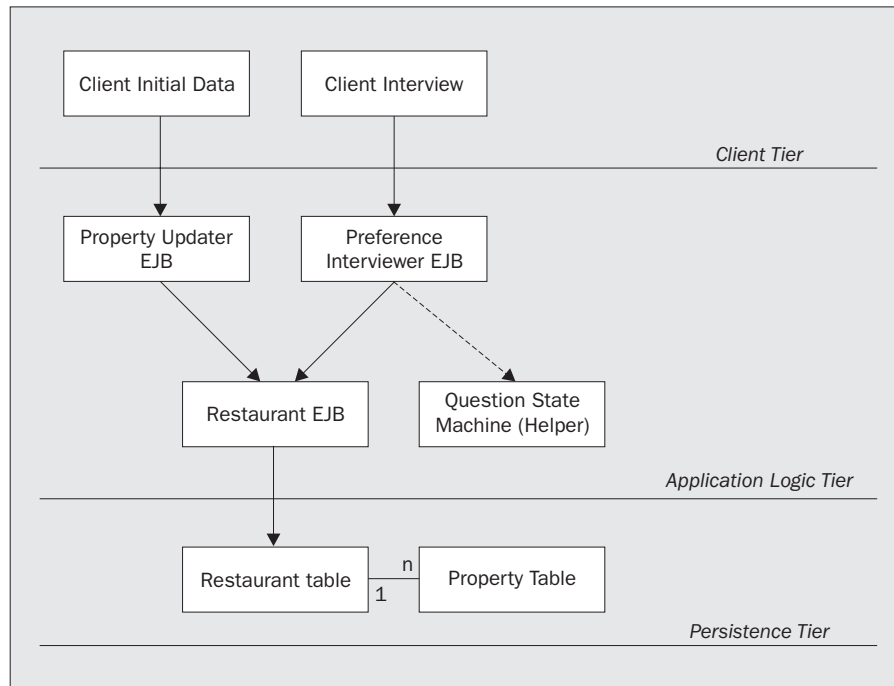 Client Initial Data
Client Interview
Client Tier
Property Updater
EJB
Preference
Interviewer EJB
Restaurant EJB
Question State
Machine (Helper)
Application Logic Tier
Restaurant table
n
1
Property Table
Persistence Tier